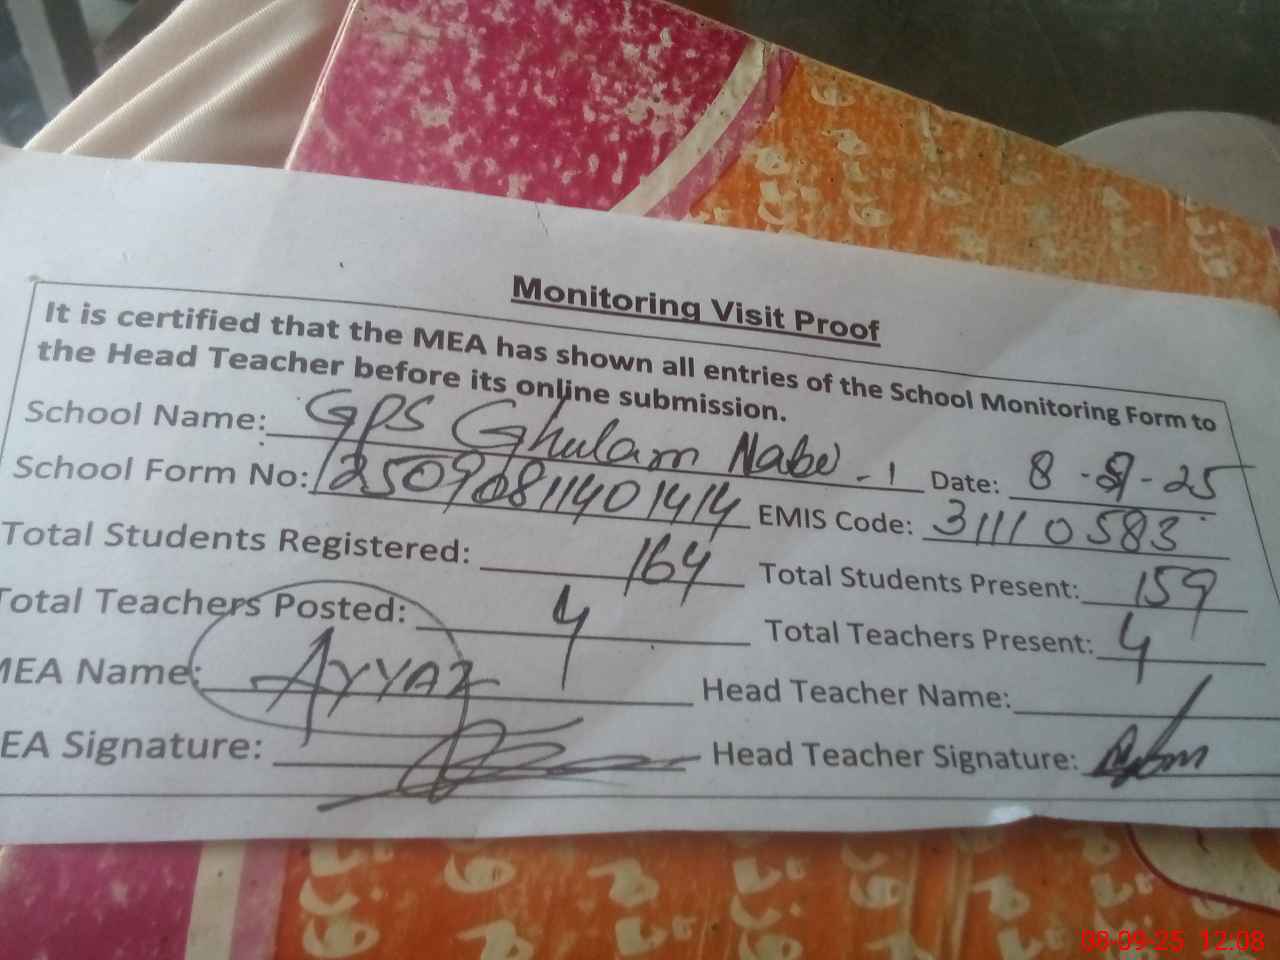 Monitoring Visit Proof
It is certified that the MEA has shown all entries of the School Monitoring Form to
the Head Teacher before its online submission.
School Name: GPS Ghulam Nabi - 1 Date: 8 - 9 - 25
School Form No: 12509081140 1414 EMIS Code: 31110583
Total Students Registered: 164 Total Students Present: 159
Total Teachers Posted: 4 Total Teachers Present: 4
MEA Name: AYYAZ Head Teacher Name:
EA Signature: Head Teacher Signature:
08-09-25 12:08